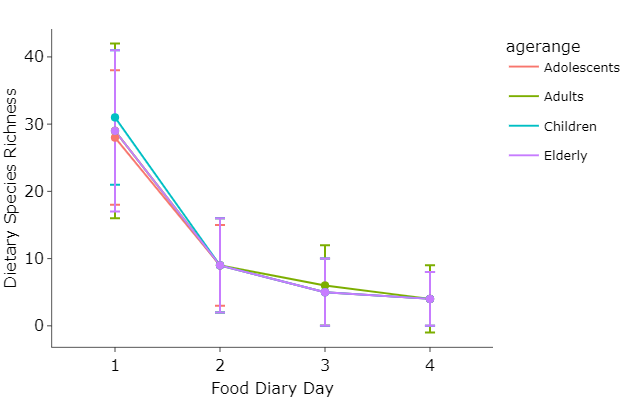 agerange
Adolescents
Adults
Children
Elderly
Dietary Species Richness
40
30
20
10
0
1 2 3 4
Food Diary Day